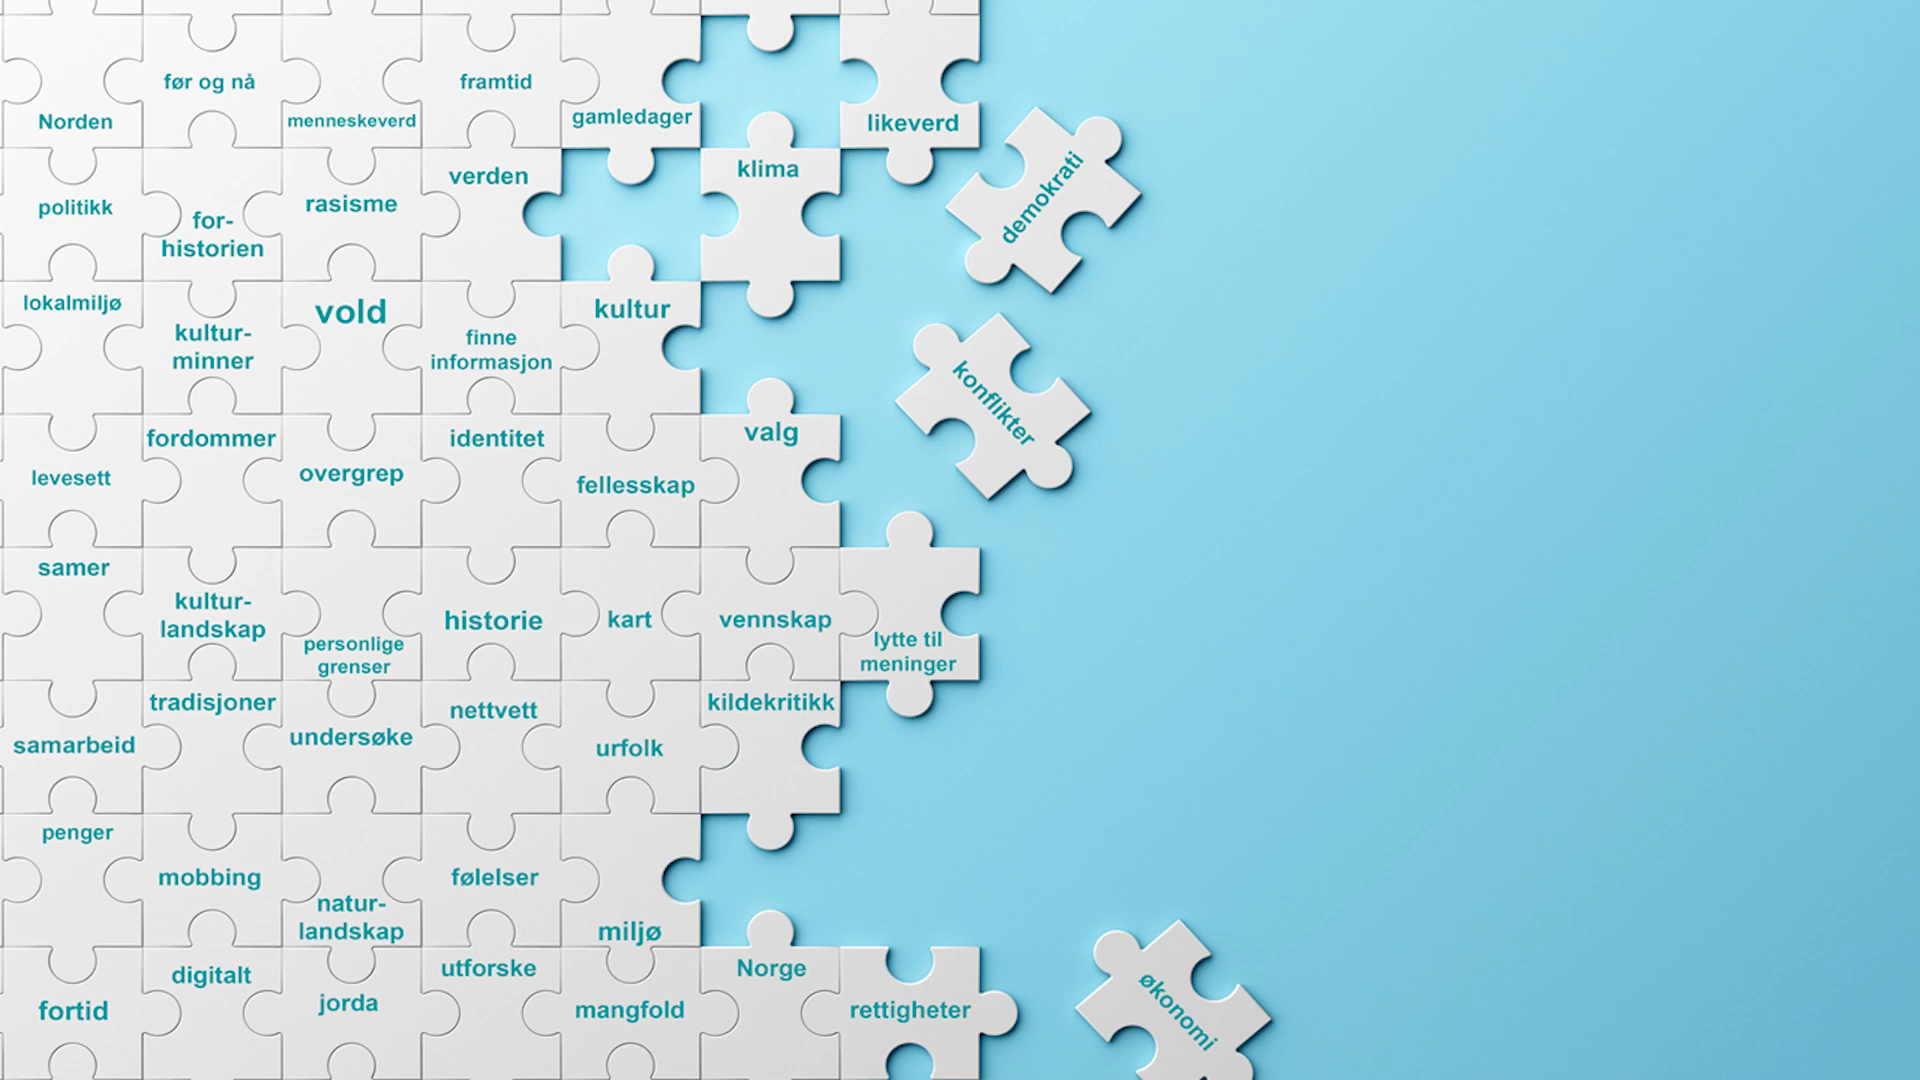 før og nå
framtid
Norden
menneskeverd
gamledager
likeverd
verden
klima
demokrati
politikk
for-
historien
rasisme
lokalmiljø
kultur-
minner
vold
finne
informasjon
kultur
konflikter
fordommer
identitet
valg
levesett
overgrep
fellesskap
samer
kultur-
landskap
personlige
grenser
historie
kart
vennskap
lytte til
meninger
tradisjoner
nettvett
kildekritikk
samarbeid
undersøke
urfolk
penger
mobbing
natur-
landskap
følelser
miljø
digitalt
utforske
Norge
fortid
jorda
mangfold
rettigheter
økonomi